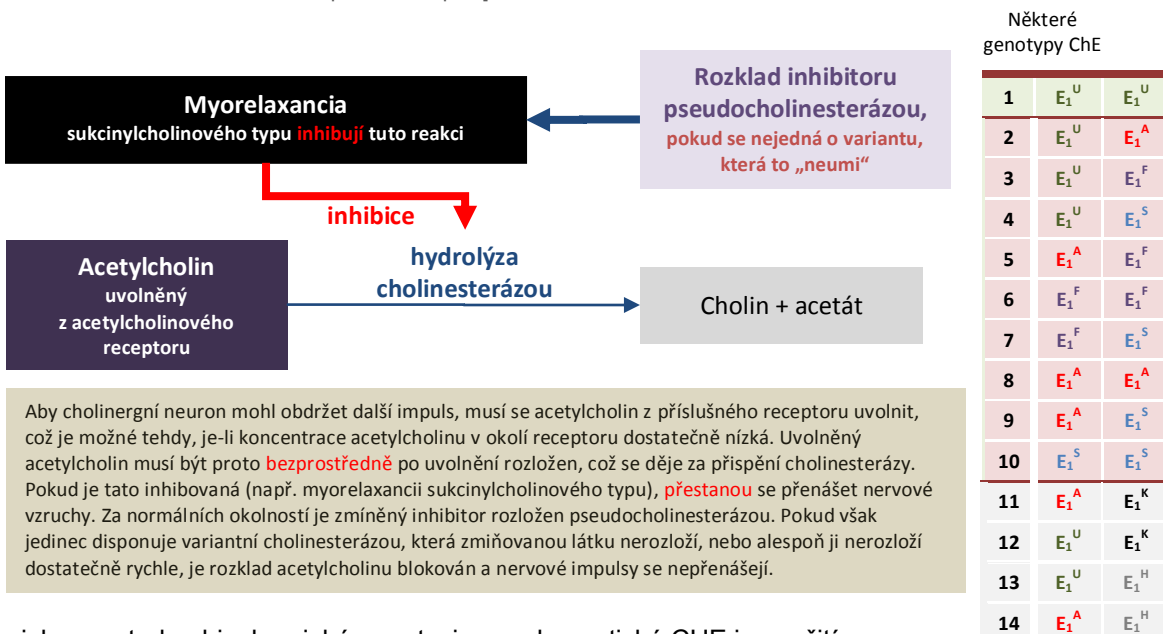 Některé
genotypy ChE
Myorelaxancia
sukcinylcholinového typu inhibují tuto reakci
Rozklad inhibitoru
pseudocholinesterázou,
pokud se nejedná o variantu,
která to „neumi“
inhibice
Acetylcholin
uvolněný
z acetylcholinového
receptoru
hydrolýza
cholinesterázou
Cholin + acetát
Aby cholinergní neuron mohl obdržet další impuls, musí se acetylcholin z příslušného receptoru uvolnit,
což je možné tehdy, je-li koncentrace acetylcholinu v okolí receptoru dostatečně nízká. Uvolněný
acetylcholin musí být proto bezprostředně po uvolnění rozložen, což se děje za přispění cholinesterázy.
Pokud je tato inhibovaná (např. myorelaxancii sukcinylcholinového typu), přestanou se přenášet nervové
vzruchy. Za normálních okolností je zmíněný inhibitor rozložen pseudocholinesterázou. Pokud však
jedinec disponuje variantní cholinesterázou, která zmiňovanou látku nerozloží, nebo alespoň ji nerozloží
dostatečně rychle, je rozklad acetylcholinu blokován a nervové impulsy se nepřenášejí.
1 E₁ᵁ E₁ᵁ
2 E₁ᵁ E₁ᴬ
3 E₁ᵁ E₁ᶠ
4 E₁ᵁ E₁ˢ
5 E₁ᴬ E₁ᶠ
6 E₁ᶠ E₁ᶠ
7 E₁ᶠ E₁ˢ
8 E₁ᴬ E₁ᴬ
9 E₁ᴬ E₁ˢ
10 E₁ˢ E₁ˢ
11 E₁ᴬ E₁ᴷ
12 E₁ᵁ E₁ᴷ
13 E₁ᵁ E₁ᴴ
14 E₁ᴬ E₁ᴴ